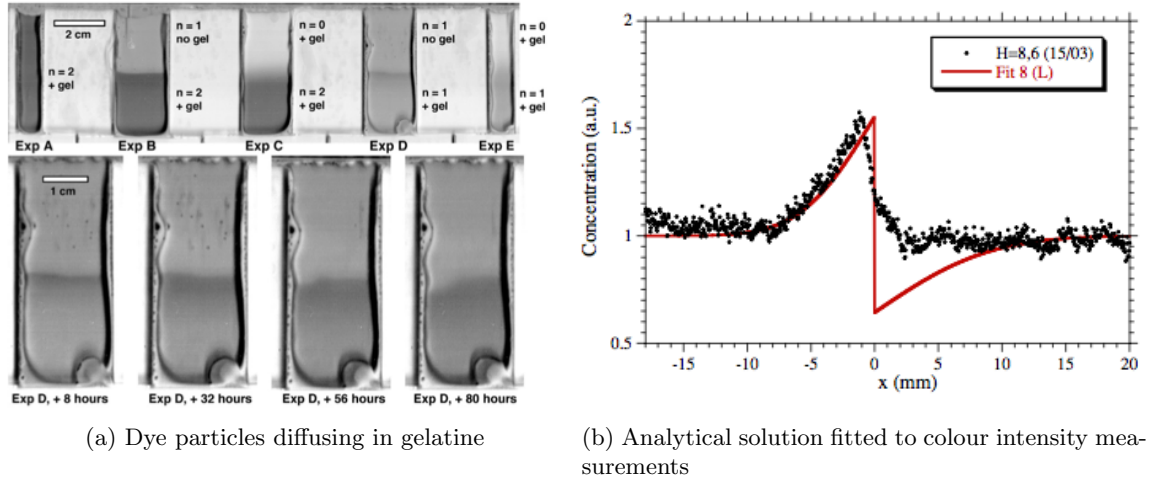 2 cm
n = 1
no gel
n = 0
+ gel
n = 1
no gel
n = 0
+ gel
n = 2
+ gel
n = 2
+ gel
n = 2
+ gel
n = 1
+ gel
n = 1
+ gel
Exp A
Exp B
Exp C
Exp D
Exp E
1 cm
Exp D, + 8 hours
Exp D, + 32 hours
Exp D, + 56 hours
Exp D, + 80 hours
(a) Dye particles diffusing in gelatine
2
1.5
1
0.5
Concentration (a.u.)
H=8,6 (15/03)
Fit 8 (L)
-15
-10
-5
0
5
10
15
20
x (mm)
(b) Analytical solution fitted to colour intensity mea-
surements